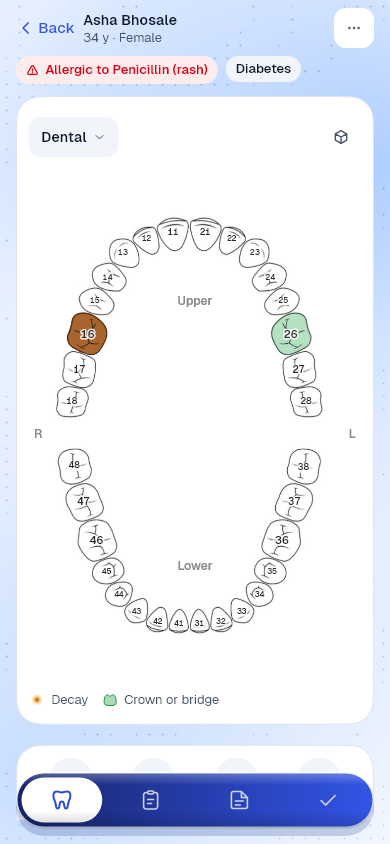 Back
Asha Bhosale
34 y · Female
...
Allergic to Penicillin (rash)
Diabetes
Dental
11 21
12 22
13 23
14 24
15 25
Upper
16 26
17 27
18 28
R L
48 38
47 37
46 36
Lower
45 35
44 34
43 33
42 41 31 32
Decay
Crown or bridge